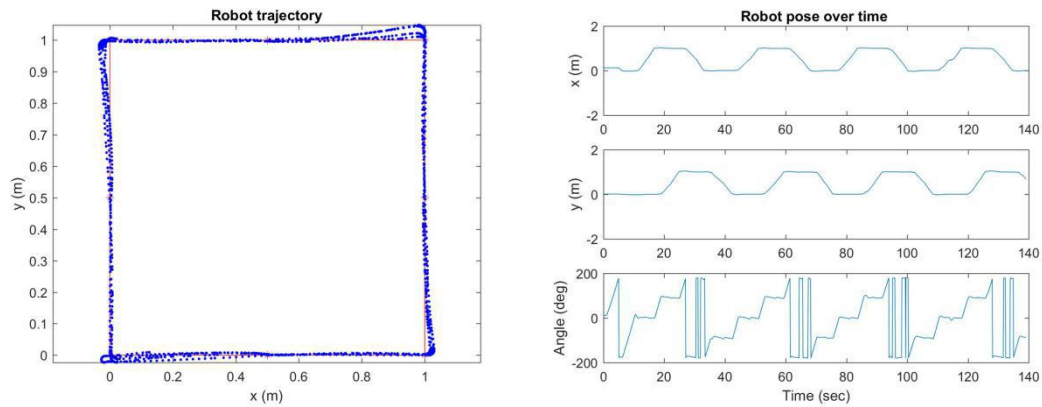 Robot trajectory
1
0.9
0.8
0.7
0.6
0.5
0.4
0.3
0.2
0.1
0
y (m)
0 0.2 0.4 0.6 0.8 1
x (m)
Robot pose over time
2
0
-2
x (m)
0 20 40 60 80 100 120 140
2
0
-2
y (m)
0 20 40 60 80 100 120 140
200
0
-200
Angle (deg)
0 20 40 60 80 100 120 140
Time (sec)